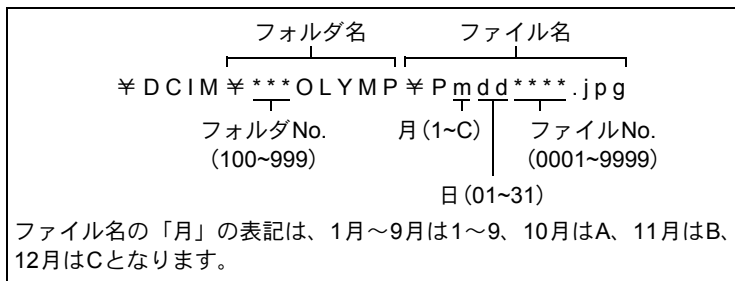 フォルダ名 ファイル名
￥DCIM￥***OLYMP￥Pmdd****.jpg
フォルダNo. 月(1~C) ファイルNo.
(100~999) (0001~9999)
日(01~31)
ファイル名の「月」の表記は、1月～9月は1～9、10月はA、11月はB、
12月はCとなります。